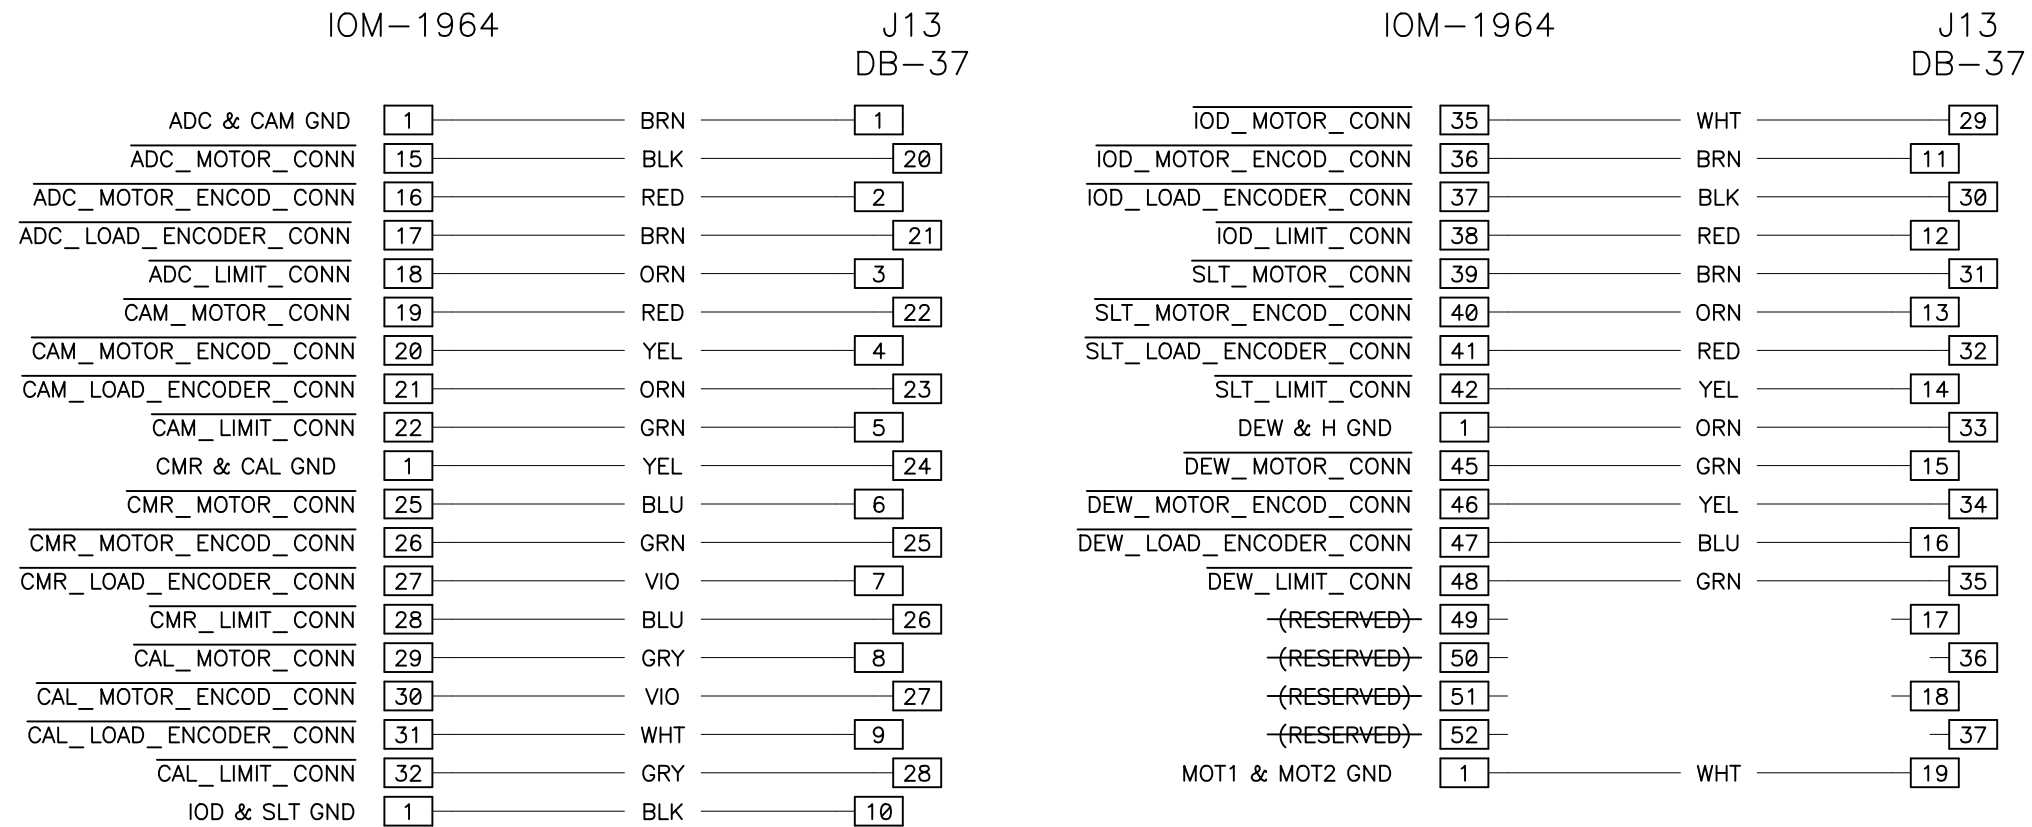 IOM-1964 J13
DB-37
ADC & CAM GND 1 BRN 1
ADC_MOTOR_CONN 15 BLK 20
ADC_MOTOR_ENCOD_CONN 16 RED 2
ADC_LOAD_ENCODER_CONN 17 BRN 21
ADC_LIMIT_CONN 18 ORN 3
CAM_MOTOR_CONN 19 RED 22
CAM_MOTOR_ENCOD_CONN 20 YEL 4
CAM_LOAD_ENCODER_CONN 21 ORN 23
CAM_LIMIT_CONN 22 GRN 5
CMR & CAL GND 1 YEL 24
CMR_MOTOR_CONN 25 BLU 6
CMR_MOTOR_ENCOD_CONN 26 GRN 25
CMR_LOAD_ENCODER_CONN 27 VIO 7
CMR_LIMIT_CONN 28 BLU 26
CAL_MOTOR_CONN 29 GRY 8
CAL_MOTOR_ENCOD_CONN 30 VIO 27
CAL_LOAD_ENCODER_CONN 31 WHT 9
CAL_LIMIT_CONN 32 GRY 28
IOD & SLT GND 1 BLK 10
IOM-1964 J13
DB-37
IOD_MOTOR_CONN 35 WHT 29
IOD_MOTOR_ENCOD_CONN 36 BRN 11
IOD_LOAD_ENCODER_CONN 37 BLK 30
IOD_LIMIT_CONN 38 RED 12
SLT_MOTOR_CONN 39 BRN 31
SLT_MOTOR_ENCOD_CONN 40 ORN 13
SLT_LOAD_ENCODER_CONN 41 RED 32
SLT_LIMIT_CONN 42 YEL 14
DEW & H GND 1 ORN 33
DEW_MOTOR_CONN 45 GRN 15
DEW_MOTOR_ENCOD_CONN 46 YEL 34
DEW_LOAD_ENCODER_CONN 47 BLU 16
DEW_LIMIT_CONN 48 GRN 35
(RESERVED) 49 17
(RESERVED) 50 36
(RESERVED) 51 18
(RESERVED) 52 37
MOT1 & MOT2 GND 1 WHT 19